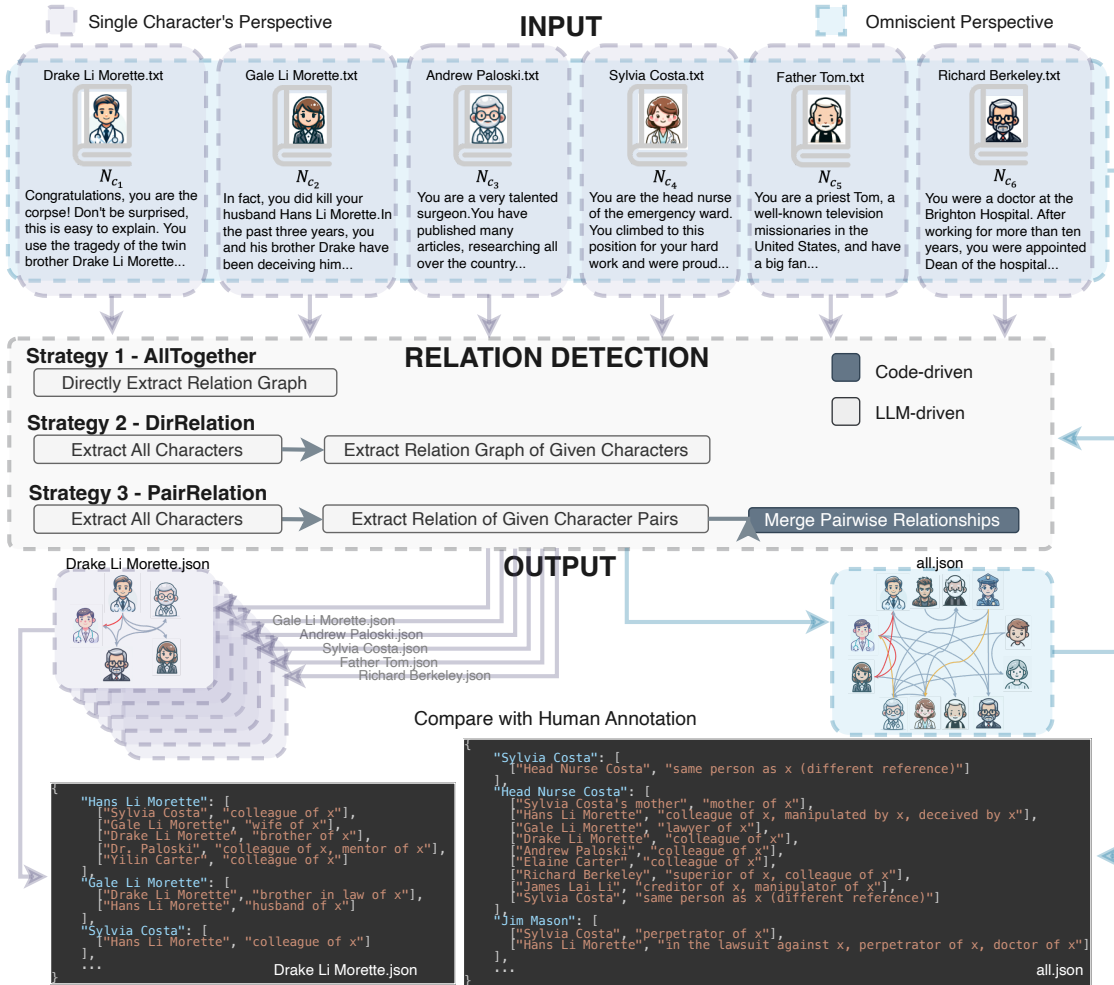 Single Character's Perspective
INPUT
Omniscient Perspective
Drake Li Morette.txt
N_{c_1}
Congratulations, you are the
corpse! Don't be surprised,
this is easy to explain. You
use the tragedy of the twin
brother Drake Li Morette...
Gale Li Morette.txt
N_{c_2}
In fact, you did kill your
husband Hans Li Morette.In
the past three years, you
and his brother Drake have
been deceiving him...
Andrew Paloski.txt
N_{c_3}
You are a very talented
surgeon.You have
published many
articles, researching all
over the country...
Sylvia Costa.txt
N_{c_4}
You are the head nurse
of the emergency ward.
You climbed to this
position for your hard
work and were proud...
Father Tom.txt
N_{c_5}
You are a priest Tom, a
well-known television
missionaries in the
United States, and have
a big fan...
Richard Berkeley.txt
N_{c_6}
You were a doctor at the
Brighton Hospital. After
working for more than ten
years, you were appointed
Dean of the hospital...
RELATION DETECTION
Code-driven
LLM-driven
Strategy 1 - AllTogether
Directly Extract Relation Graph
Strategy 2 - DirRelation
Extract All Characters
Extract Relation Graph of Given Characters
Strategy 3 - PairRelation
Extract All Characters
Extract Relation of Given Character Pairs
Merge Pairwise Relationships
OUTPUT
Drake Li Morette.json
Gale Li Morette.json
Andrew Paloski.json
Sylvia Costa.json
Father Tom.json
Richard Berkeley.json
all.json
Compare with Human Annotation
{
"Hans Li Morette": [
["Sylvia Costa", "colleague of x"],
["Gale Li Morette", "wife of x"],
["Drake Li Morette", "brother of x"],
["Dr. Paloski", "colleague of x, mentor of x"],
["Yilin Carter", "colleague of x"]
],
"Gale Li Morette": [
["Drake Li Morette", "brother in law of x"],
["Hans Li Morette", "husband of x"]
],
"Sylvia Costa": [
["Hans Li Morette", "colleague of x"]
],
...
}
Drake Li Morette.json
{
"Sylvia Costa": [
["Head Nurse Costa", "same person as x (different reference)"]
],
"Head Nurse Costa": [
["Sylvia Costa's mother", "mother of x"],
["Hans Li Morette", "colleague of x, manipulated by x, deceived by x"],
["Gale Li Morette", "lawyer of x"],
["Drake Li Morette", "colleague of x"],
["Andrew Paloski", "colleague of x"],
["Elaine Carter", "colleague of x"],
["Richard Berkeley", "superior of x, colleague of x"],
["James Lai Li", "creditor of x, manipulator of x"],
["Sylvia Costa", "same person as x (different reference)"]
],
"Jim Mason": [
["Sylvia Costa", "perpetrator of x"],
["Hans Li Morette", "in the lawsuit against x, perpetrator of x, doctor of x"]
],
...
}
all.json